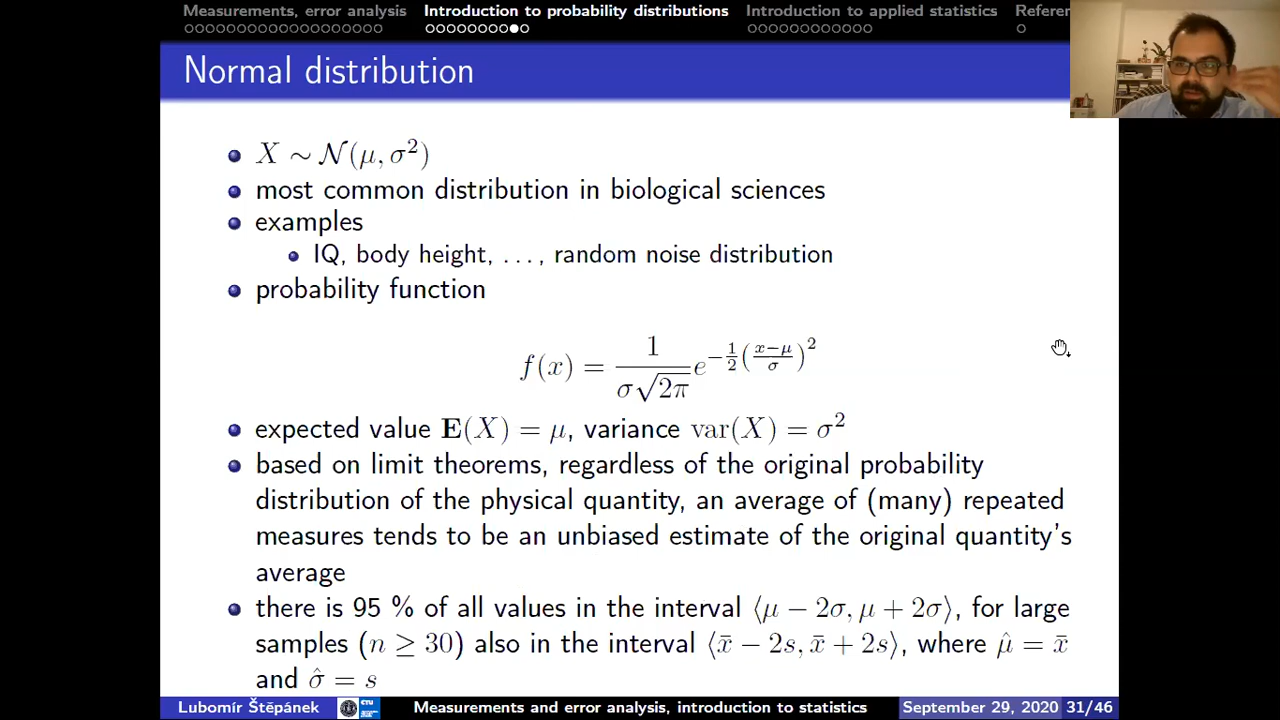 Measurements, error analysis Introduction to probability distributions Introduction to applied statistics Refere
Normal distribution
X ∼ N(μ, σ²)
most common distribution in biological sciences
examples
IQ, body height, . . . , random noise distribution
probability function
f(x) = 1/(σ√2π) e^{−1/2((x−μ)/σ)²}
expected value E(X) = μ, variance var(X) = σ²
based on limit theorems, regardless of the original probability
distribution of the physical quantity, an average of (many) repeated
measures tends to be an unbiased estimate of the original quantity's
average
there is 95 % of all values in the interval ⟨μ − 2σ, μ + 2σ⟩, for large
samples (n ≥ 30) also in the interval ⟨x̄ − 2s, x̄ + 2s⟩, where μ̂ = x̄
and σ̂ = s
Lubomír Štěpánek CTU Measurements and error analysis, introduction to statistics September 29, 2020 31/46